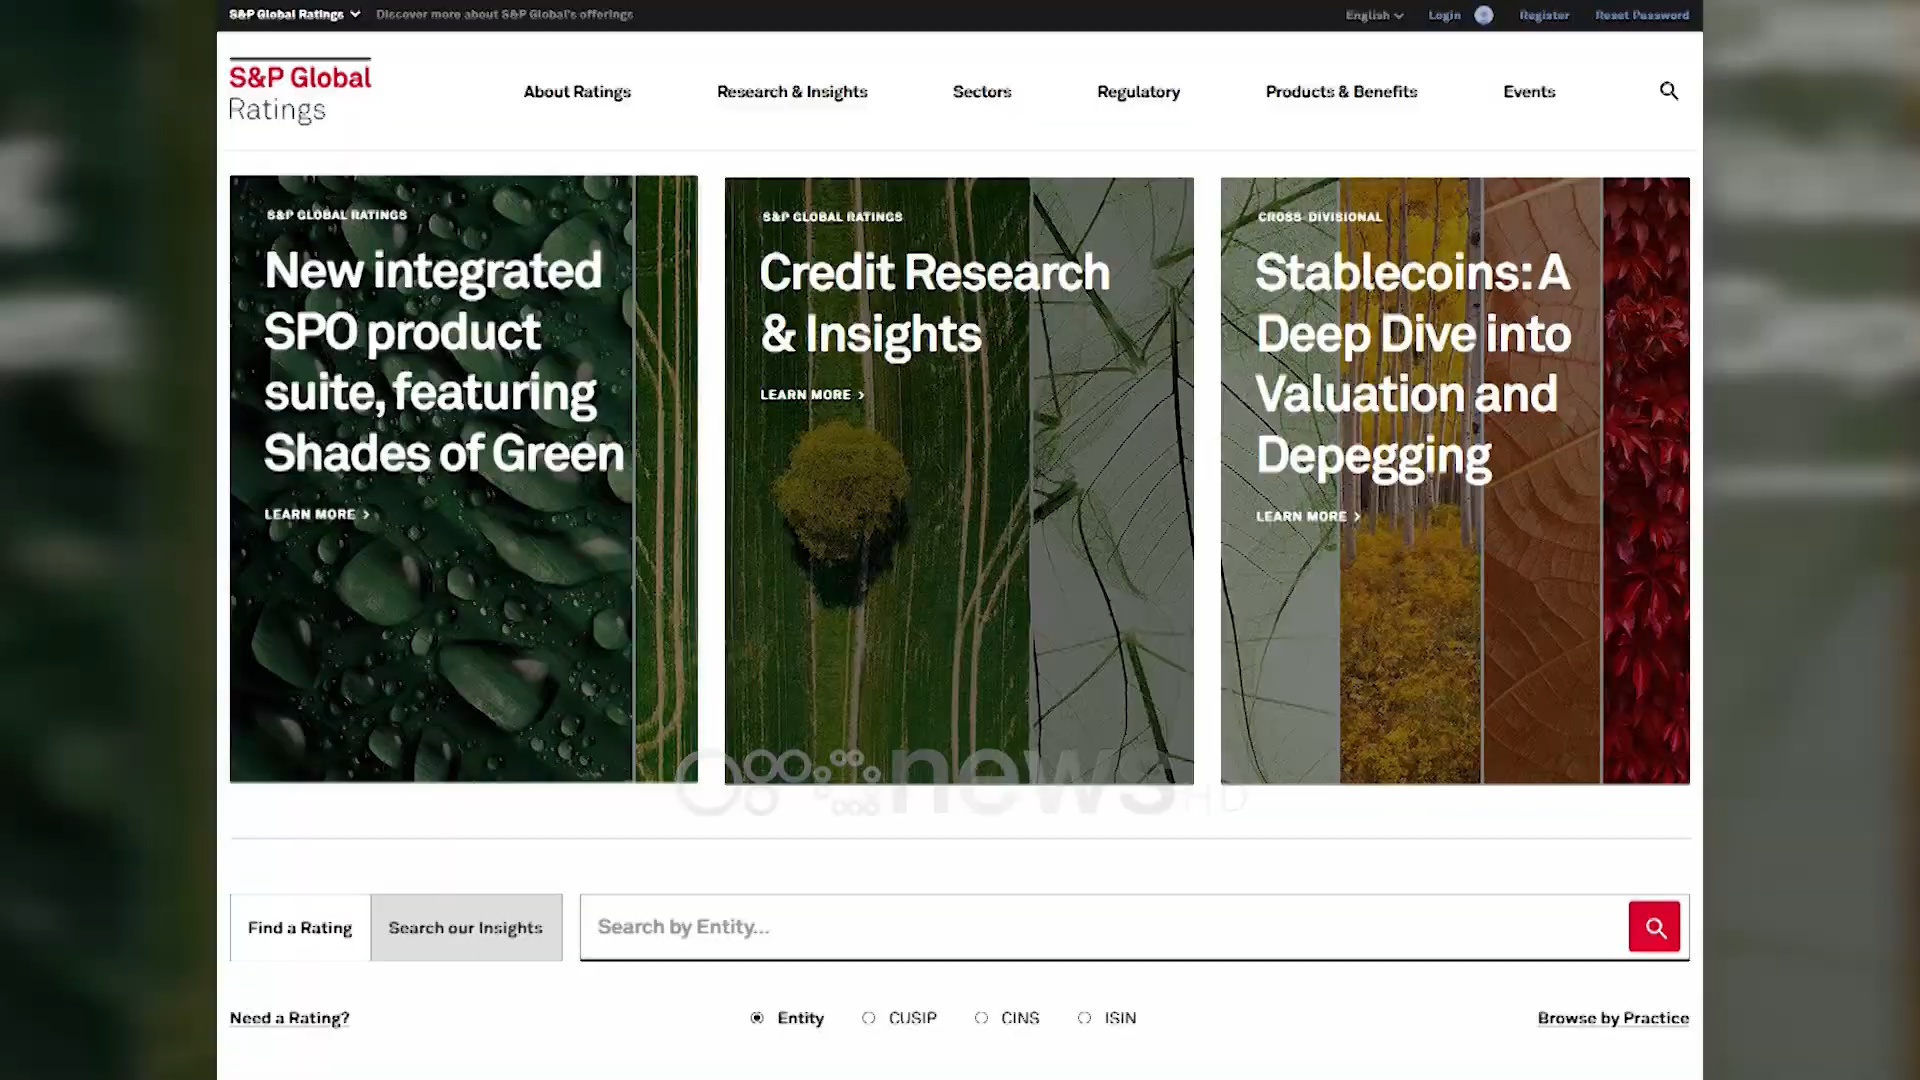 S&P Global Ratings
Discover more about S&P Global's offerings
English
Login
Register
Reset Password
S&P Global
Ratings
About Ratings
Research & Insights
Sectors
Regulatory
Products & Benefits
Events
S&P GLOBAL RATINGS
New integrated
SPO product
suite, featuring
Shades of Green
LEARN MORE >
S&P GLOBAL RATINGS
Credit Research
& Insights
LEARN MORE >
CROSS-DIVISIONAL
Stablecoins: A
Deep Dive into
Valuation and
Depegging
LEARN MORE >
news HD
Find a Rating
Search our Insights
Search by Entity...
Need a Rating?
Entity
CUSIP
CINS
ISIN
Browse by Practice